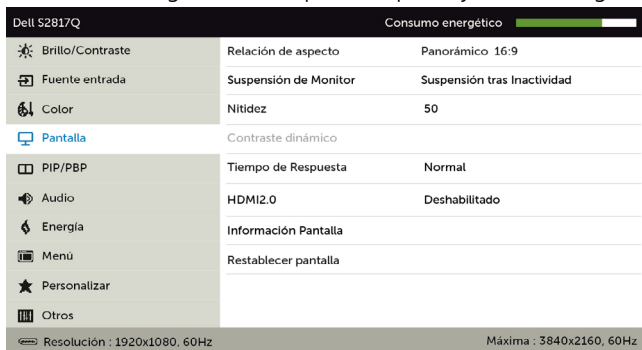 Dell S2817Q Consumo energético
Brillo/Contraste Relación de aspecto Panorámico 16:9
Fuente entrada Suspensión de Monitor Suspensión tras Inactividad
Color Nitidez 50
Pantalla Contraste dinámico
PIP/PBP Tiempo de Respuesta Normal
Audio HDMI2.0 Deshabilitado
Energía Información Pantalla
Menú Restablecer pantalla
Personalizar
Otros
Resolución : 1920x1080, 60Hz Máxima : 3840x2160, 60Hz